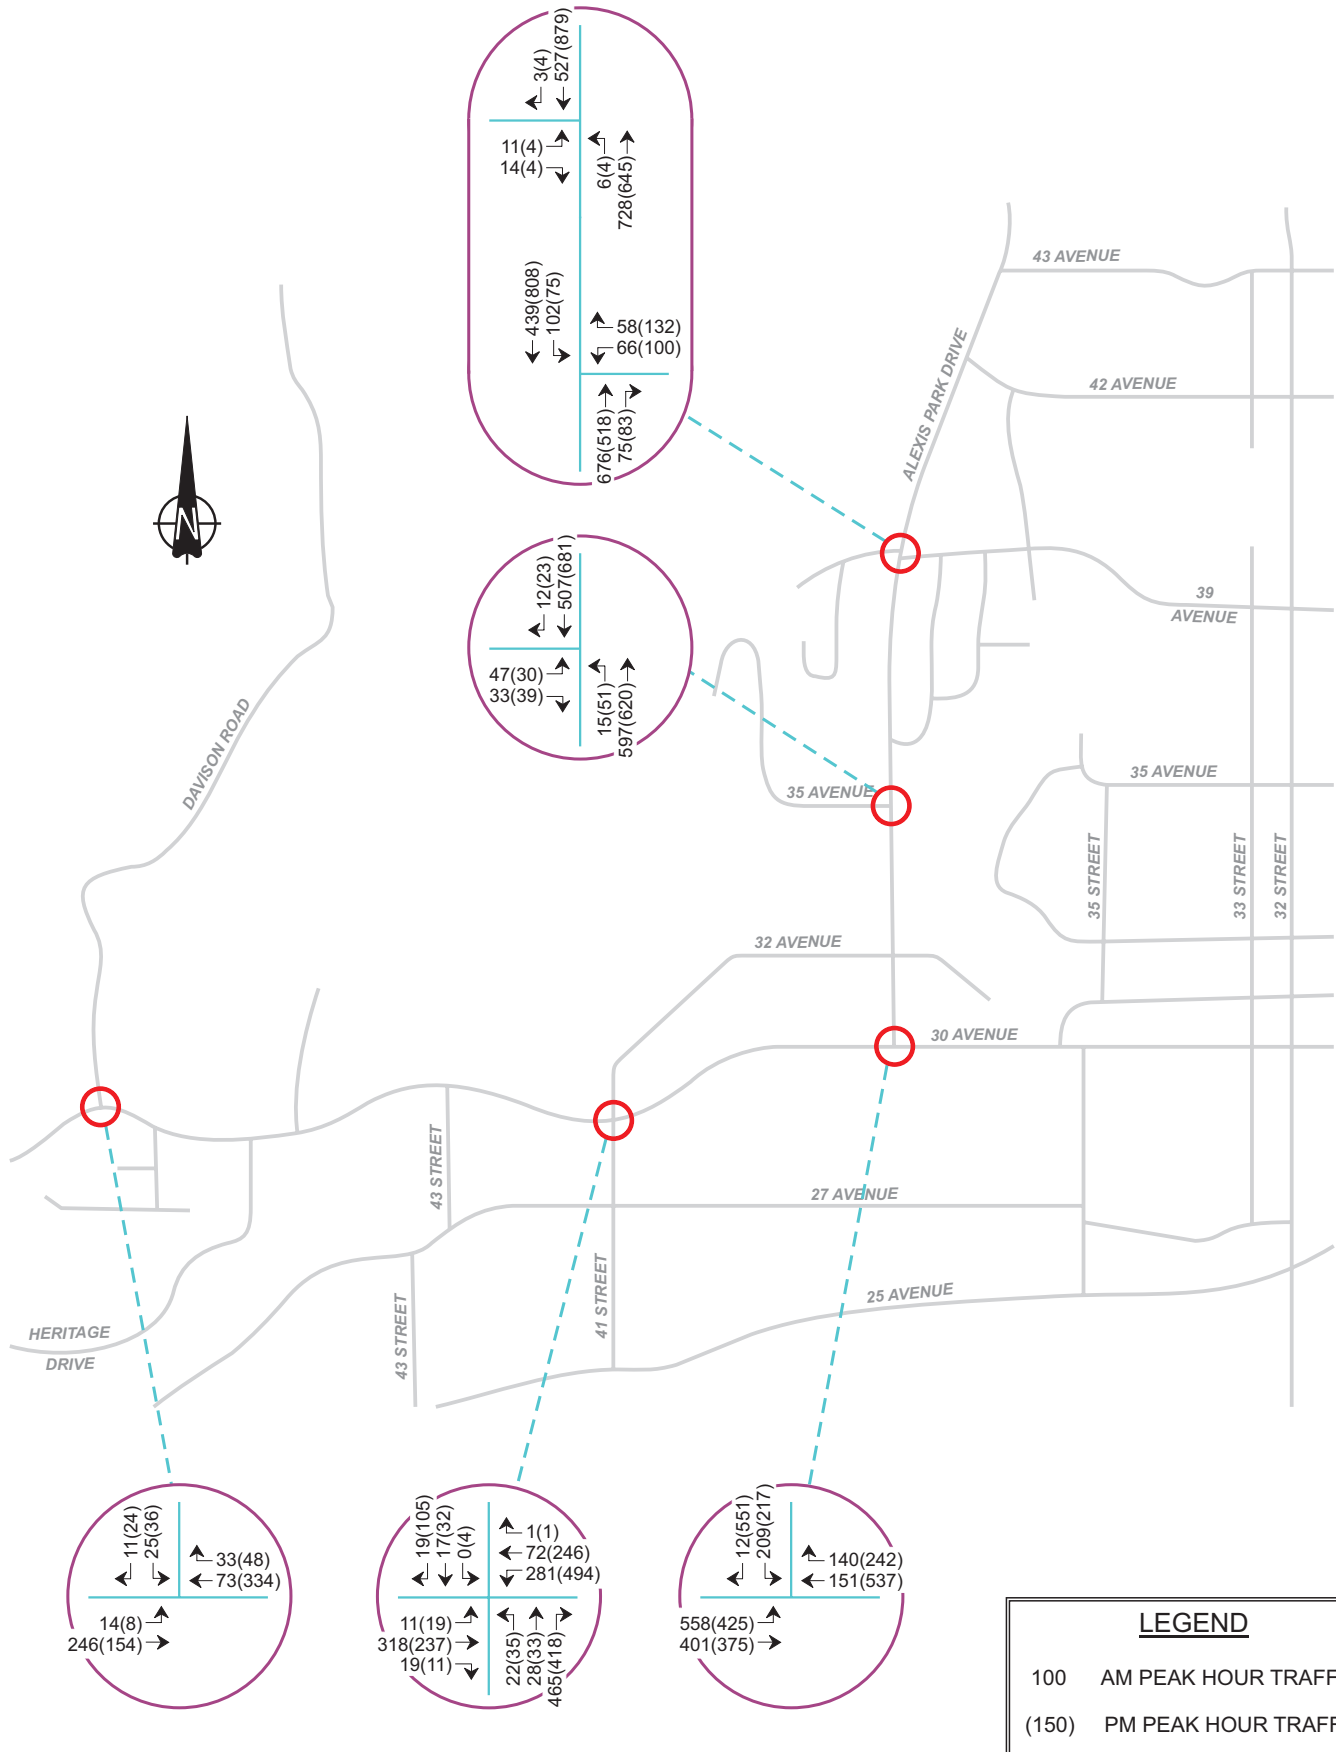 3(4)
527(879)
11(4)
14(4)
6(4)
728(645)
439(808)
102(75)
58(132)
66(100)
676(518)
75(83)
43 AVENUE
ALEXIS PARK DRIVE
42 AVENUE
N
12(23)
507(681)
47(30)
33(39)
15(51)
597(620)
39
AVENUE
DAVISON ROAD
35 AVENUE
35 AVENUE
35 STREET
33 STREET
32 STREET
32 AVENUE
30 AVENUE
43 STREET
27 AVENUE
41 STREET
25 AVENUE
43 STREET
HERITAGE
DRIVE
11(24)
25(36)
33(48)
73(334)
14(8)
246(154)
19(105)
17(32)
0(4)
1(1)
72(246)
281(494)
11(19)
318(237)
19(11)
22(35)
28(33)
465(418)
12(551)
209(217)
140(242)
151(537)
558(425)
401(375)
LEGEND
100 AM PEAK HOUR TRAFF
(150) PM PEAK HOUR TRAFF